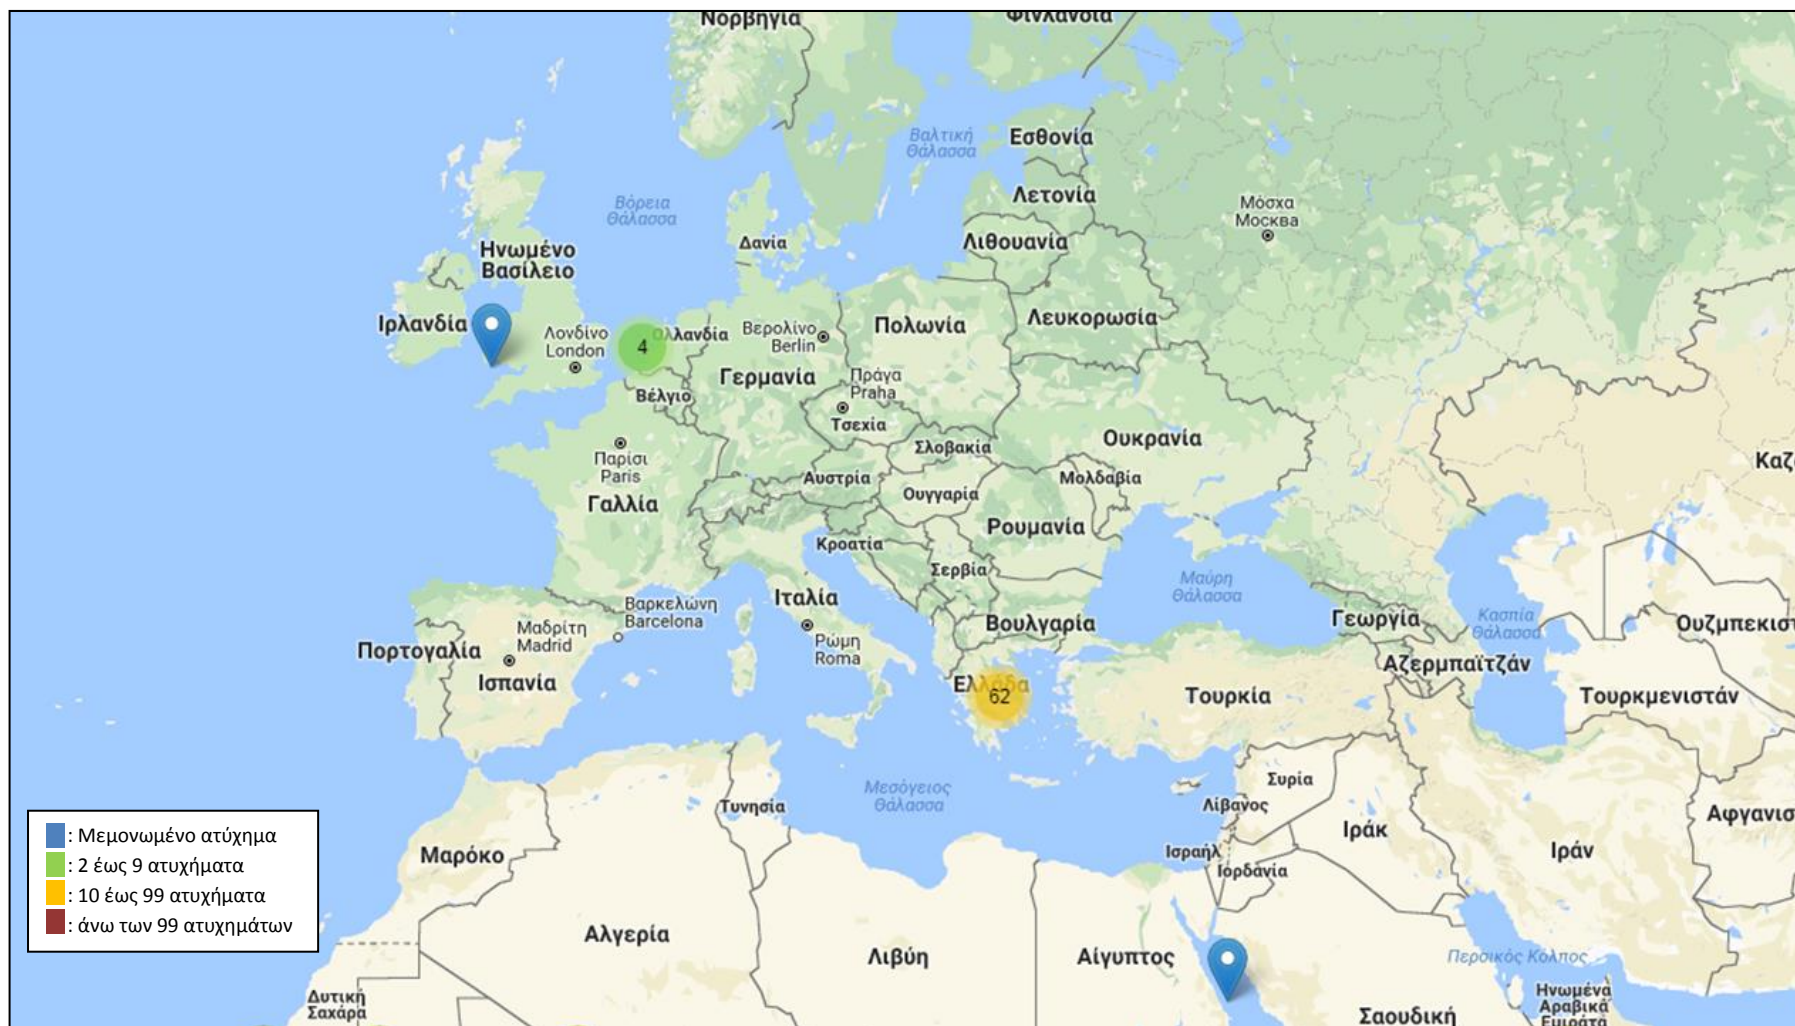 Νορβηγία
Φινλανδία
Βαλτική
Θάλασσα
Εσθονία
Λετονία
Μόσχα
Москва
Βόρεια
Θάλασσα
Δανία
Λιθουανία
Ηνωμένο
Βασίλειο
Ιρλανδία
Λονδίνο
London
4
Ολλανδία
Βερολίνο
Berlin
Πολωνία
Λευκορωσία
Γερμανία
Πράγα
Praha
Βέλγιο
Τσεχία
Παρίσι
Paris
Σλοβακία
Ουκρανία
Αυστρία
Μολδαβία
Καζ
Ουγγαρία
Γαλλία
Ρουμανία
Κροατία
Σερβία
Μαύρη
Θάλασσα
Ιταλία
Βαρκελώνη
Barcelona
Μαδρίτη
Madrid
Ρώμη
Roma
Βουλγαρία
Γεωργία
Κασπία
Θάλασσα
Ουζμπεκιστ
Πορτογαλία
Ισπανία
Ελλάδα
62
Τουρκία
Αζερμπαϊτζάν
Τουρκμενιστάν
Μεσόγειος
Θάλασσα
Τυνησία
Συρία
Λίβανος
Ιράκ
Αφγανισ
Μαρόκο
Ισραήλ
Ιορδανία
Ιράν
Αλγερία
Λιβύη
Αίγυπτος
Περσικός Κόλπος
Δυτική
Σαχάρα
Σαουδική
Ηνωμένα
Αραβικά
Εμιράτα
: Μεμονωμένο ατύχημα
: 2 έως 9 ατυχήματα
: 10 έως 99 ατυχήματα
: άνω των 99 ατυχημάτων